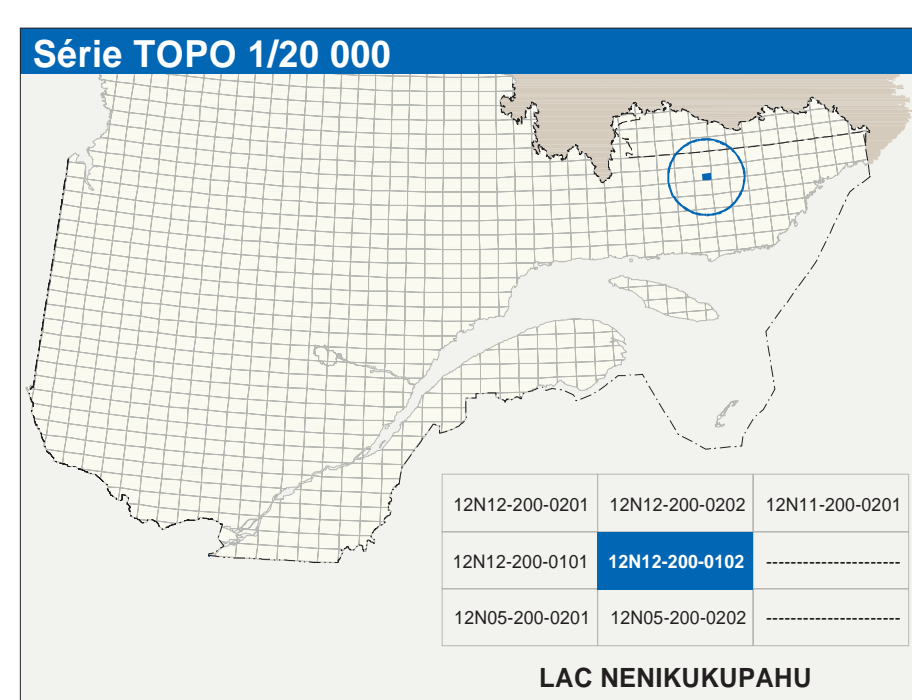 Série TOPO 1/20 000
12N12-200-0201 12N12-200-0202 12N11-200-0201
12N12-200-0101 12N12-200-0102 ----------------------
12N05-200-0201 12N05-200-0202 ----------------------
LAC NENIKUKUPAHU